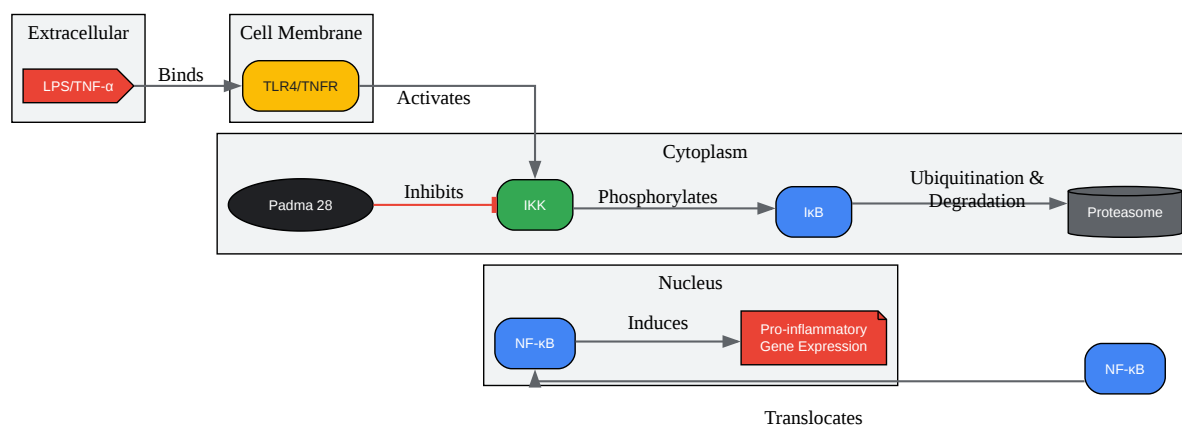 Extracellular
LPS/TNF-α
Binds
Cell Membrane
TLR4/TNFR
Activates
Cytoplasm
Padma 28
Inhibits
IKK
Phosphorylates
IκB
Ubiquitination &
Degradation
Proteasome
Nucleus
NF-κB
Induces
Pro-inflammatory
Gene Expression
NF-κB
Translocates